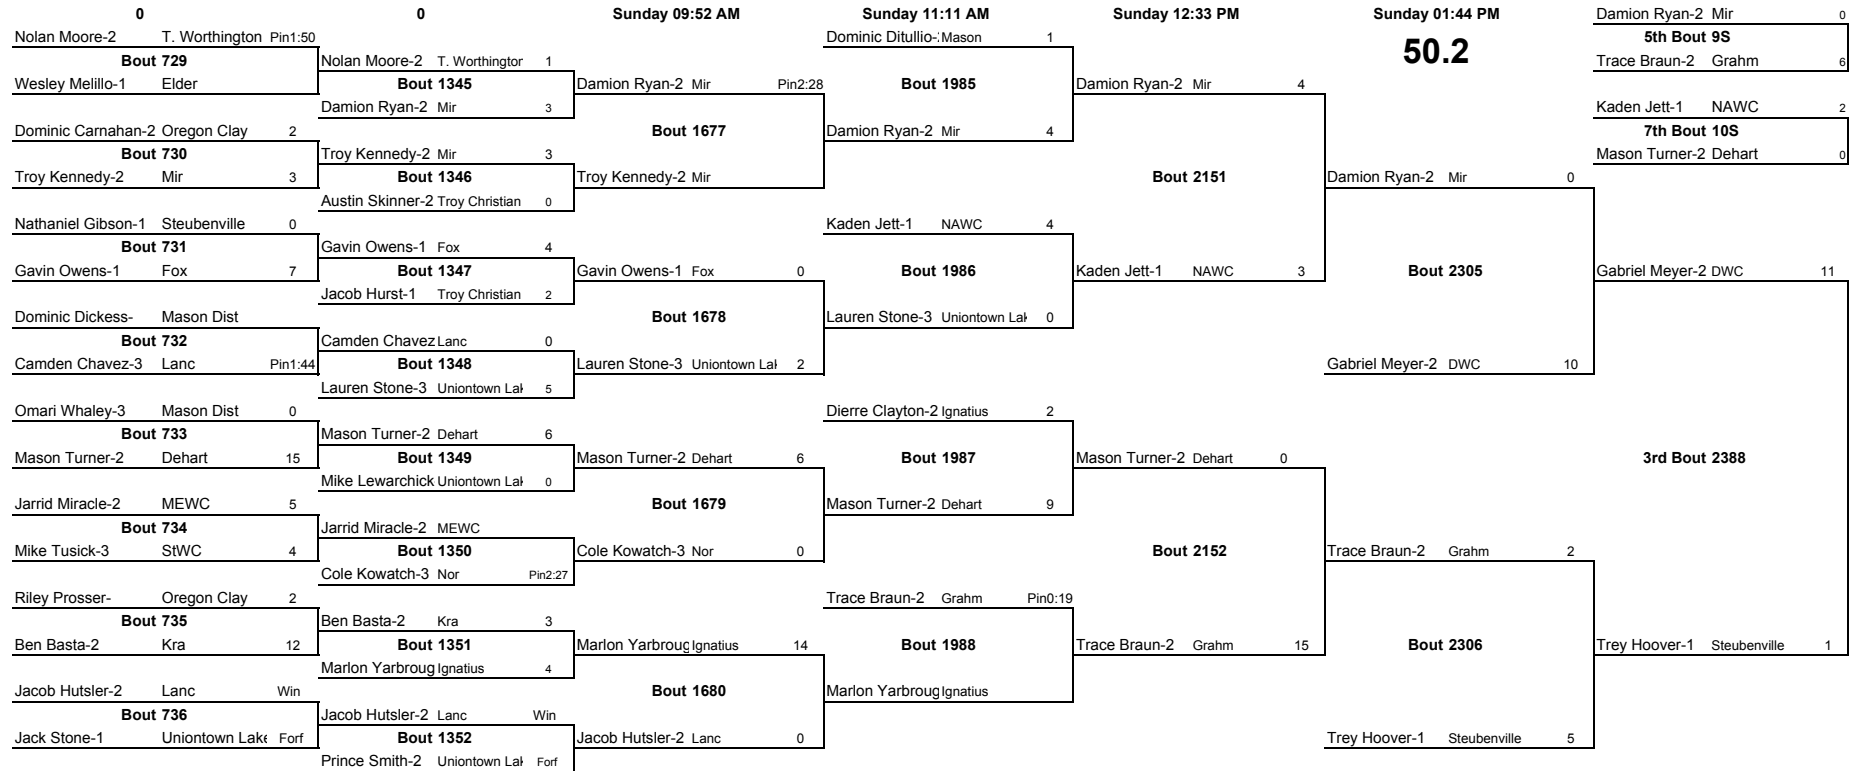 0 0 Sunday 09:52 AM Sunday 11:11 AM Sunday 12:33 PM Sunday 01:44 PM Damion Ryan-2 Mir 0
Nolan Moore-2 T. Worthington Pin1:50 Dominic Ditullio-2 Mason 1 50.2 5th Bout 9S
Bout 729 Nolan Moore-2 T. Worthington 1 Trace Braun-2 Grahm 6
Wesley Melillo-1 Elder Bout 1345 Damion Ryan-2 Mir Pin2:28 Bout 1985 Damion Ryan-2 Mir 4
Damion Ryan-2 Mir 3 Kaden Jett-1 NAWC 2
Dominic Carnahan-2 Oregon Clay 2 Bout 1677 Damion Ryan-2 Mir 4 7th Bout 10S
Bout 730 Troy Kennedy-2 Mir 3 Mason Turner-2 Dehart 0
Troy Kennedy-2 Mir 3 Bout 1346 Troy Kennedy-2 Mir Bout 2151 Damion Ryan-2 Mir 0
Austin Skinner-2 Troy Christian 0
Nathaniel Gibson-1 Steubenville 0 Kaden Jett-1 NAWC 4
Bout 731 Gavin Owens-1 Fox 4
Gavin Owens-1 Fox 7 Bout 1347 Gavin Owens-1 Fox 0 Bout 1986 Kaden Jett-1 NAWC 3 Bout 2305 Gabriel Meyer-2 DWC 11
Jacob Hurst-1 Troy Christian 2
Dominic Dickess- Mason Dist Bout 1678 Lauren Stone-3 Uniontown Lak 0
Bout 732 Camden Chavez Lanc 0
Camden Chavez-3 Lanc Pin1:44 Bout 1348 Lauren Stone-3 Uniontown Lak 2 Gabriel Meyer-2 DWC 10
Lauren Stone-3 Uniontown Lak 5
Omari Whaley-3 Mason Dist 0 Dierre Clayton-2 Ignatius 2
Bout 733 Mason Turner-2 Dehart 6
Mason Turner-2 Dehart 15 Bout 1349 Mason Turner-2 Dehart 6 Bout 1987 Mason Turner-2 Dehart 0 3rd Bout 2388
Mike Lewarchick Uniontown Lak 0
Jarrid Miracle-2 MEWC 5 Bout 1679 Mason Turner-2 Dehart 9
Bout 734 Jarrid Miracle-2 MEWC
Mike Tusick-3 StWC 4 Bout 1350 Cole Kowatch-3 Nor 0 Bout 2152 Trace Braun-2 Grahm 2
Cole Kowatch-3 Nor Pin2:27
Riley Prosser- Oregon Clay 2 Trace Braun-2 Grahm Pin0:19
Bout 735 Ben Basta-2 Kra 3
Ben Basta-2 Kra 12 Bout 1351 Marlon Yarbroug Ignatius 14 Bout 1988 Trace Braun-2 Grahm 15 Bout 2306 Trey Hoover-1 Steubenville 1
Marlon Yarbroug Ignatius 4
Jacob Hutsler-2 Lanc Win Bout 1680 Marlon Yarbroug Ignatius
Bout 736 Jacob Hutsler-2 Lanc Win
Jack Stone-1 Uniontown Lake Forf Bout 1352 Jacob Hutsler-2 Lanc 0 Trey Hoover-1 Steubenville 5
Prince Smith-2 Uniontown Lak Forf